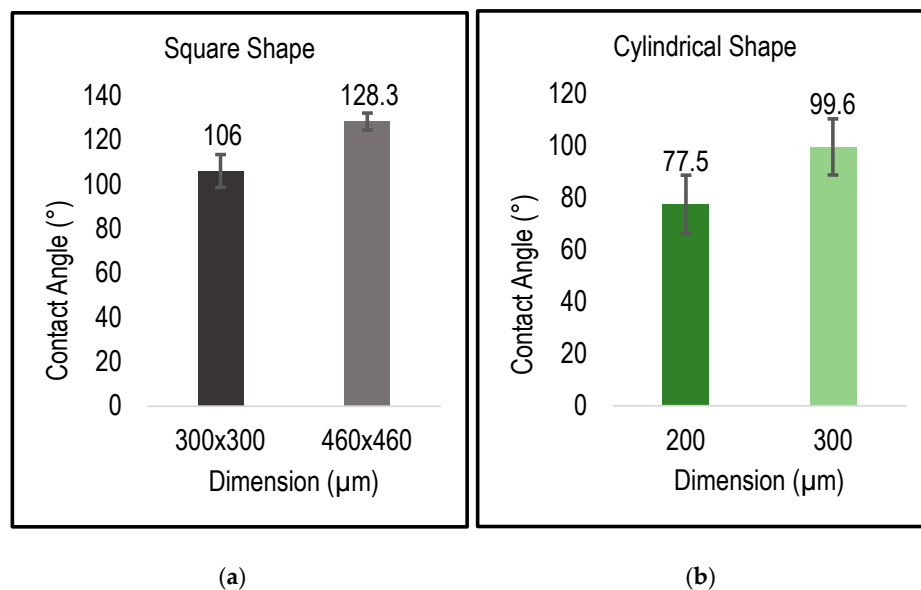 Square Shape
Contact Angle (°)
140
120
100
80
60
40
20
0
106
128.3
300x300 460x460
Dimension (µm)
(a)
Cylindrical Shape
Contact Angle (°)
120
100
80
60
40
20
0
77.5
99.6
200 300
Dimension (µm)
(b)